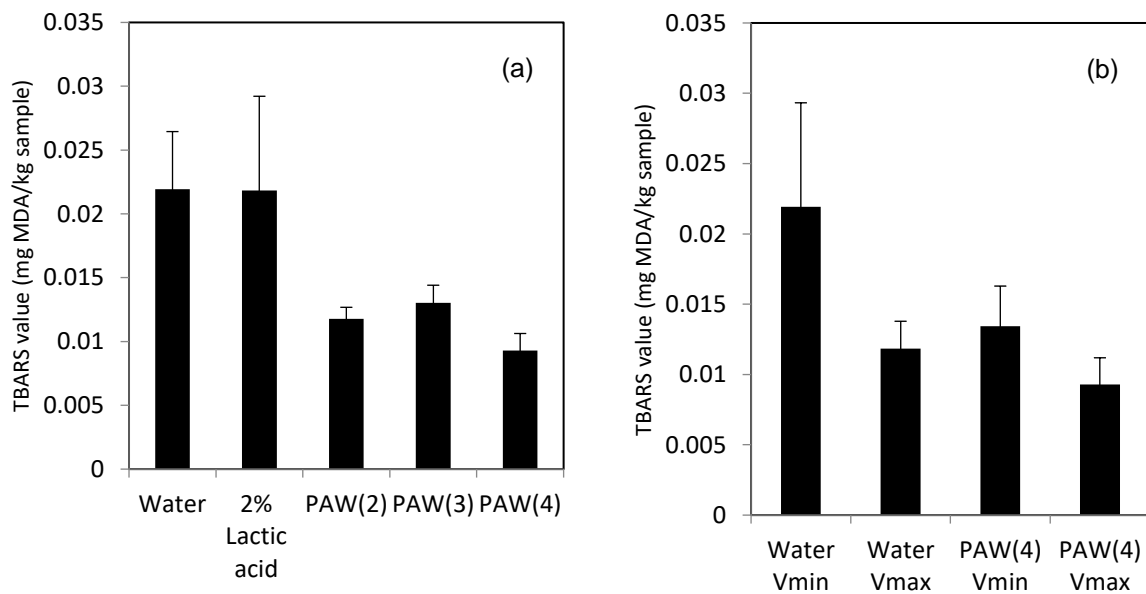 TBARS value (mg MDA/kg sample)
0.035
0.03
0.025
0.02
0.015
0.01
0.005
0
(a)
Water
2%
Lactic
acid
PAW(2)
PAW(3)
PAW(4)
TBARS value (mg MDA/kg sample)
0.035
0.03
0.025
0.02
0.015
0.01
0.005
0
(b)
Water
Vmin
Water
Vmax
PAW(4)
Vmin
PAW(4)
Vmax